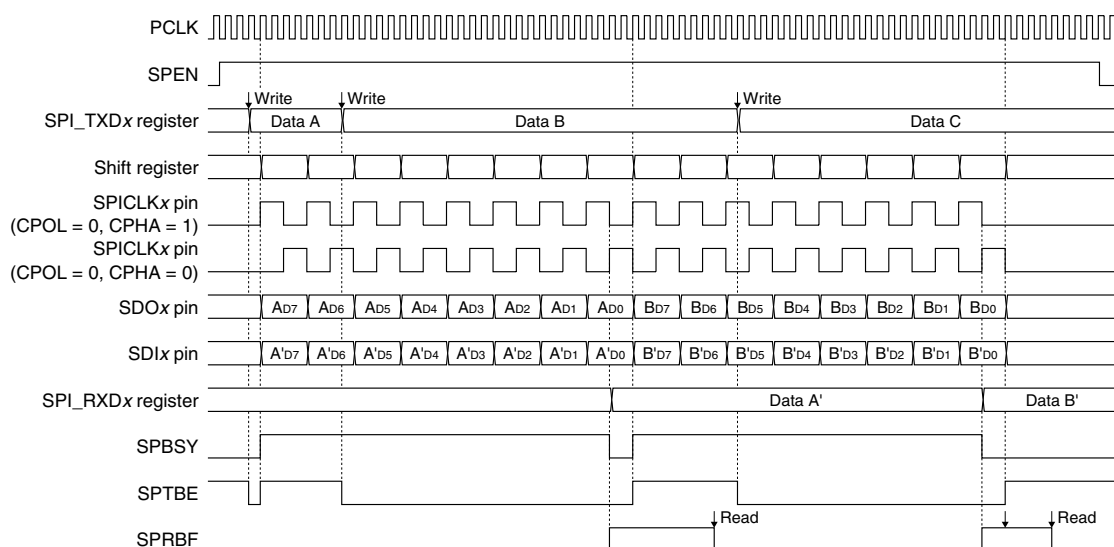 PCLK
SPEN
Write Write Write
SPI_TXDx register Data A Data B Data C
Shift register
SPICLKx pin
(CPOL = 0, CPHA = 1)
SPICLKx pin
(CPOL = 0, CPHA = 0)
SDOx pin AD7 AD6 AD5 AD4 AD3 AD2 AD1 AD0 BD7 BD6 BD5 BD4 BD3 BD2 BD1 BD0
SDIx pin A'D7 A'D6 A'D5 A'D4 A'D3 A'D2 A'D1 A'D0 B'D7 B'D6 B'D5 B'D4 B'D3 B'D2 B'D1 B'D0
SPI_RXDx register Data A' Data B'
SPBSY
SPTBE
Read Read
SPRBF